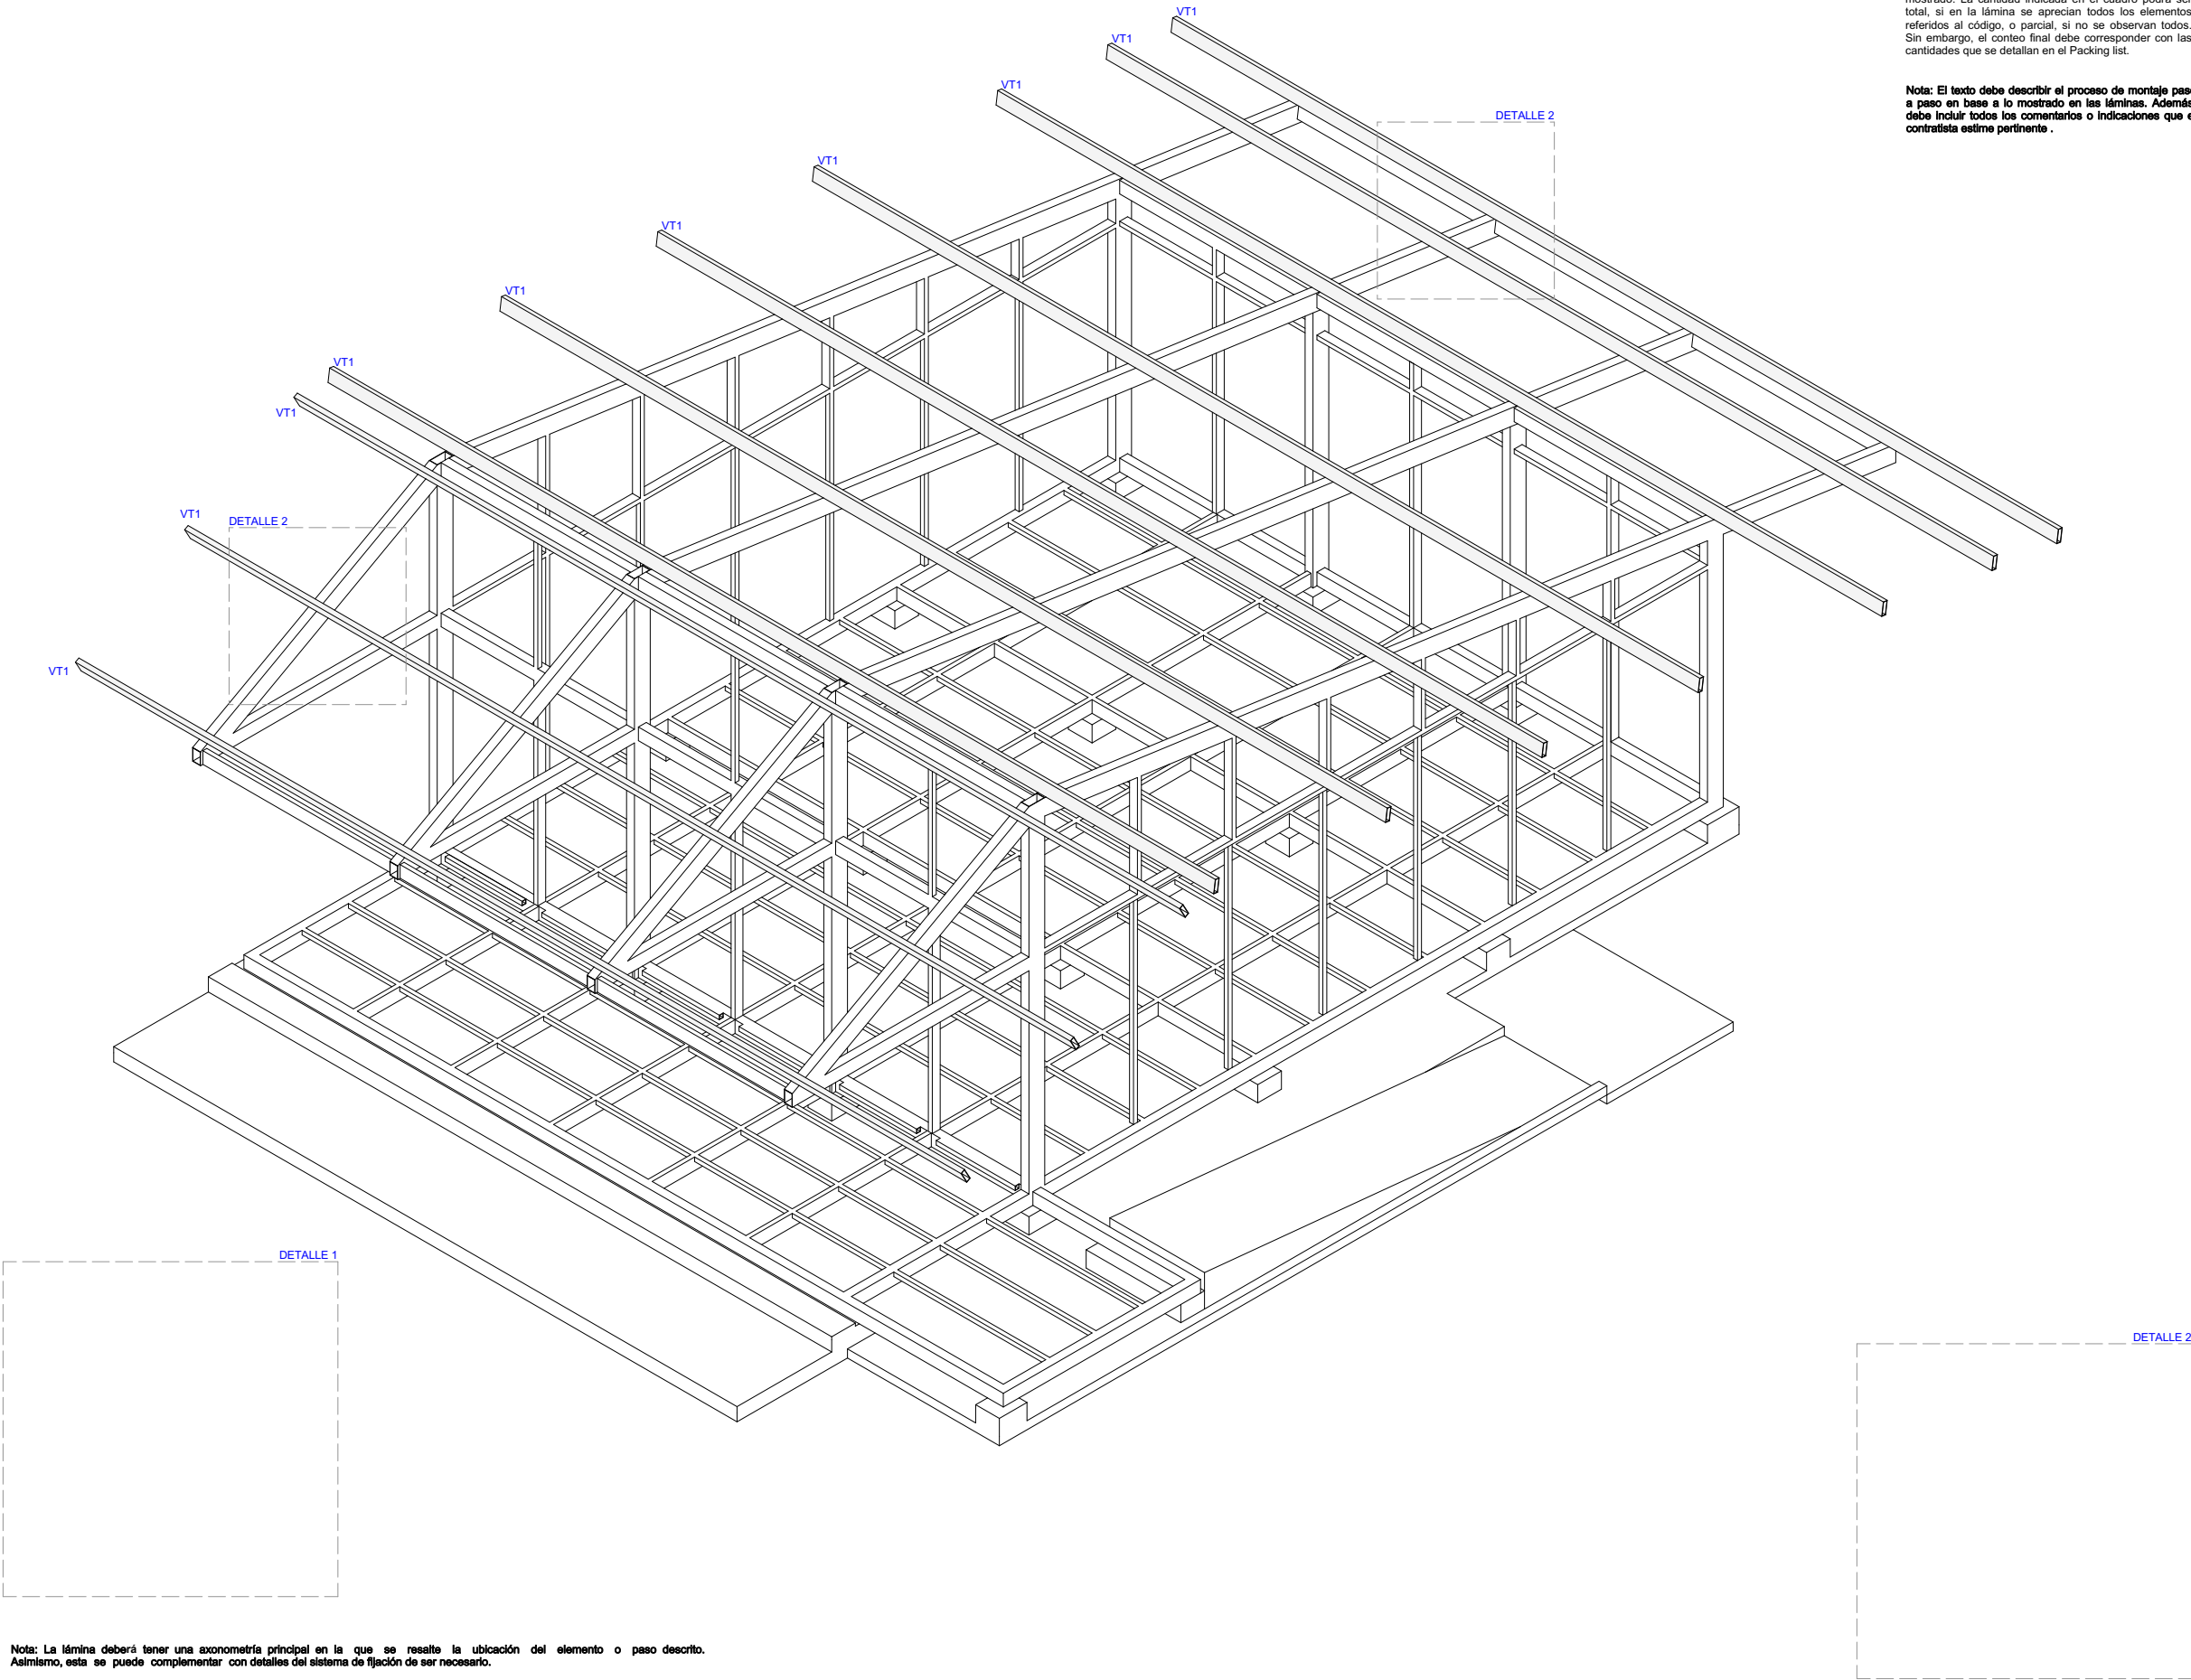 mostrado. La cantidad indicada en el cuadro podrá ser
total, si en la lámina se aprecian todos los elementos
referidos al código, o parcial, si no se observan todos.
Sin embargo, el conteo final debe corresponder con las
cantidades que se detallan en el Packing list.
Nota: El texto debe describir el proceso de montaje paso
a paso en base a lo mostrado en las láminas. Además
debe incluir todos los comentarios o indicaciones que e
contratista estime pertinente .
VT1
VT1
VT1
DETALLE 2
VT1
VT1
VT1
VT1
VT1
VT1
DETALLE 2
VT1
DETALLE 1
DETALLE 2
Nota: La lámina deberá tener una axonometría principal en la que se resalte la ubicación del elemento o paso descrito.
Asimismo, esta se puede complementar con detalles del sistema de fijación de ser necesario.